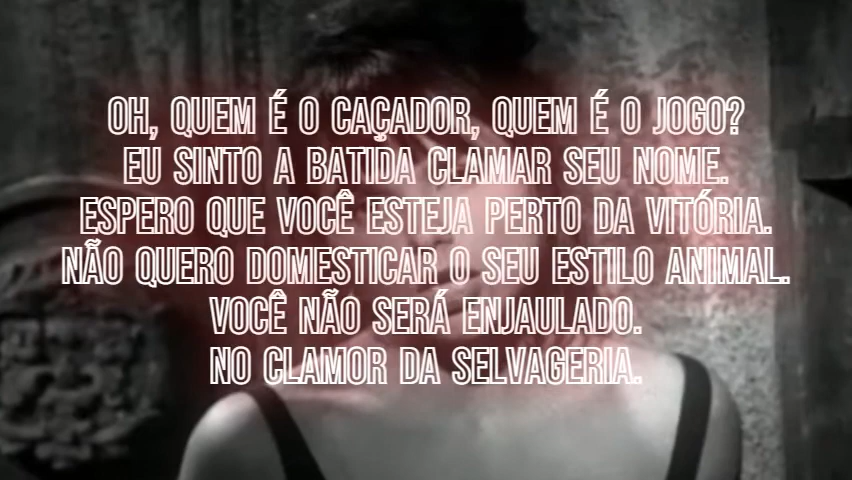 OH, QUEM É O CAÇADOR, QUEM É O JOGO?
EU SINTO A BATIDA CLAMAR SEU NOME.
ESPERO QUE VOCÊ ESTEJA PERTO DA VITÓRIA.
NÃO QUERO DOMESTICAR O SEU ESTILO ANIMAL.
VOCÊ NÃO SERÁ ENJAULADO.
NO CLAMOR DA SELVAGERIA.